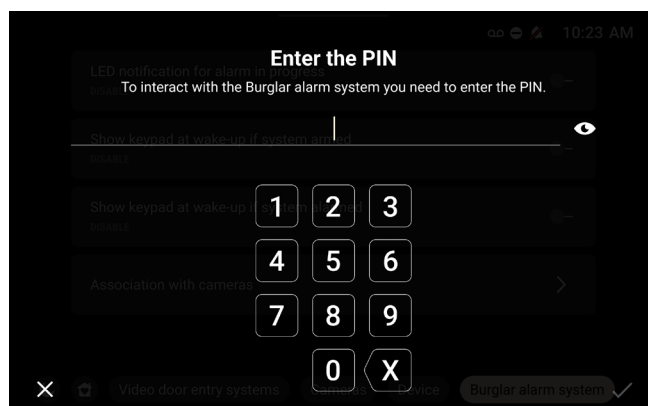 10:23 AM
Enter the PIN
LED notification for alarm in progress
DISABLE
To interact with the Burglar alarm system you need to enter the PIN.
Show keypad at wake-up if system armed
DISABLE
Show keypad at wake-up if system alarmed
DISABLE
Association with cameras
1 2 3
4 5 6
7 8 9
0 X
Video door entry systems Cameras Device Burglar alarm system